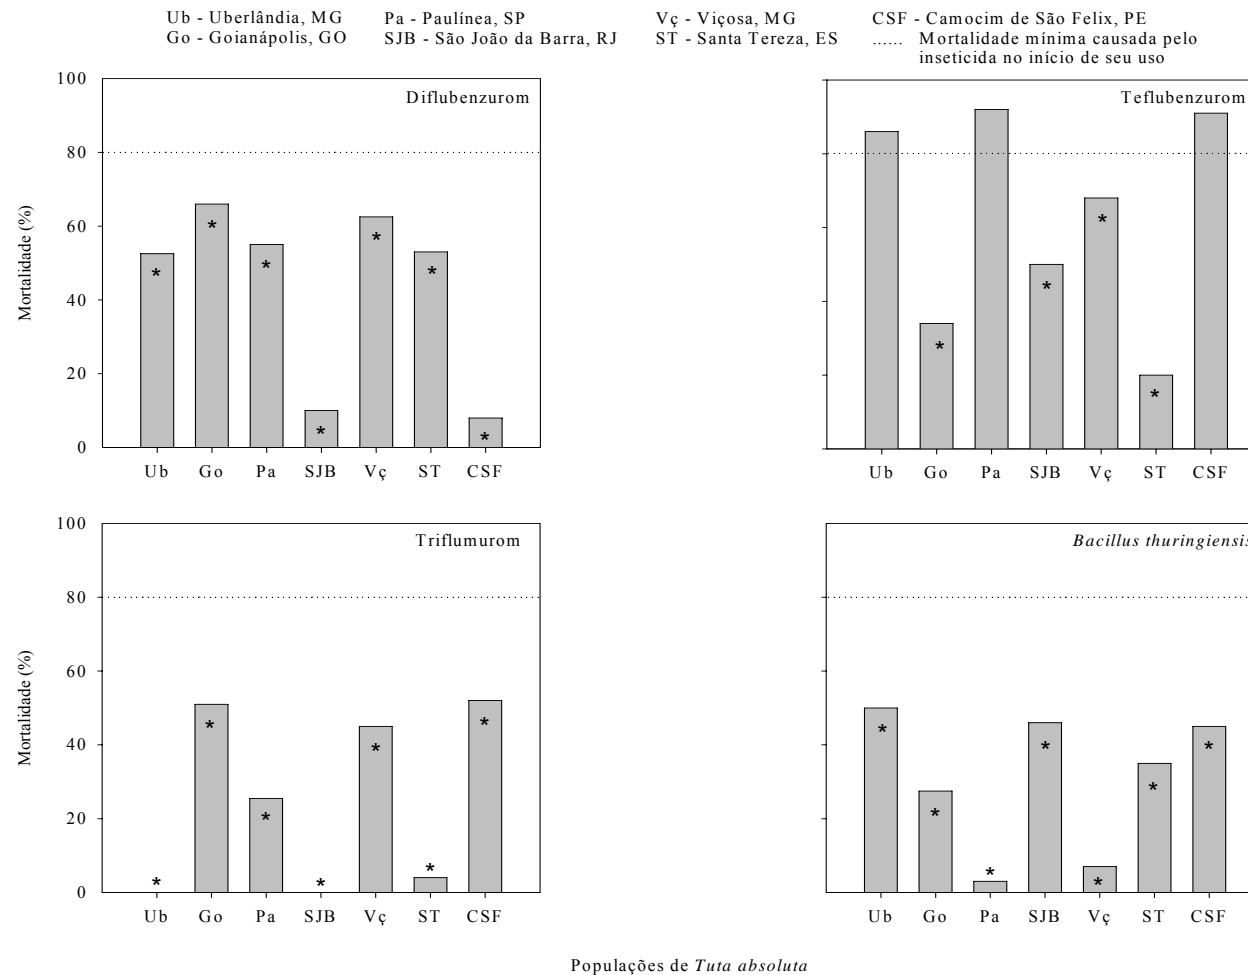 Ub - Uberlândia, MG Pa - Paulínea, SP Vç - Viçosa, MG CSF - Camocim de São Felix, PE
Go - Goianápolis, GO SJB - São João da Barra, RJ ST - Santa Tereza, ES ...... Mortalidade mínima causada pelo
inseticida no início de seu uso
Diflubenzurom
Mortalidade (%)
100
80
60
40
20
0
Ub Go Pa SJB Vç ST CSF
* * * * * * *
Teflubenzurom
Ub Go Pa SJB Vç ST CSF
* * * *
Triflumurom
Mortalidade (%)
100
80
60
40
20
0
Ub Go Pa SJB Vç ST CSF
* * * * * * *
Bacillus thuringiensis
Ub Go Pa SJB Vç ST CSF
* * * * * * *
Populações de Tuta absoluta